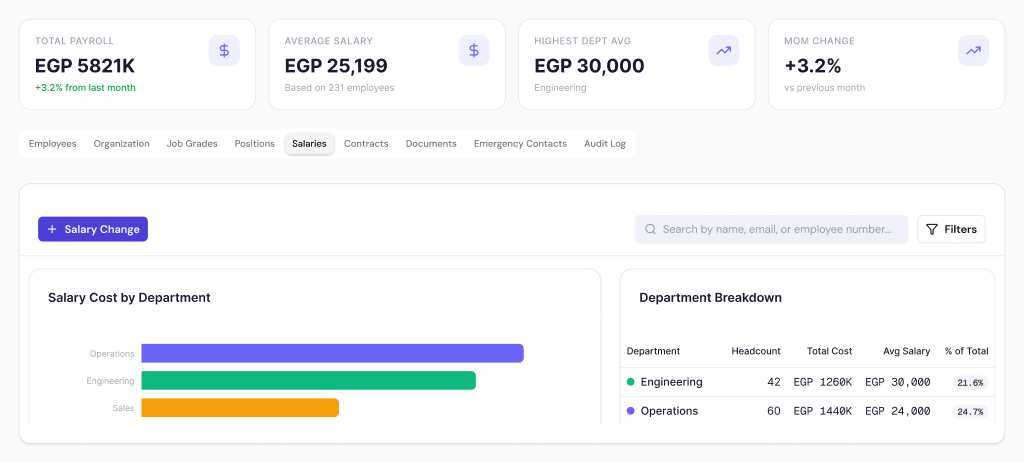 TOTAL PAYROLL
EGP 5821K
+3.2% from last month
AVERAGE SALARY
EGP 25,199
Based on 231 employees
HIGHEST DEPT AVG
EGP 30,000
Engineering
MOM CHANGE
+3.2%
vs previous month
Employees Organization Job Grades Positions Salaries Contracts Documents Emergency Contacts Audit Log
+ Salary Change
Search by name, email, or employee number...
Filters
Salary Cost by Department
Operations
Engineering
Sales
Department Breakdown
Department Headcount Total Cost Avg Salary % of Total
Engineering 42 EGP 1260K EGP 30,000 21.6%
Operations 60 EGP 1440K EGP 24,000 24.7%